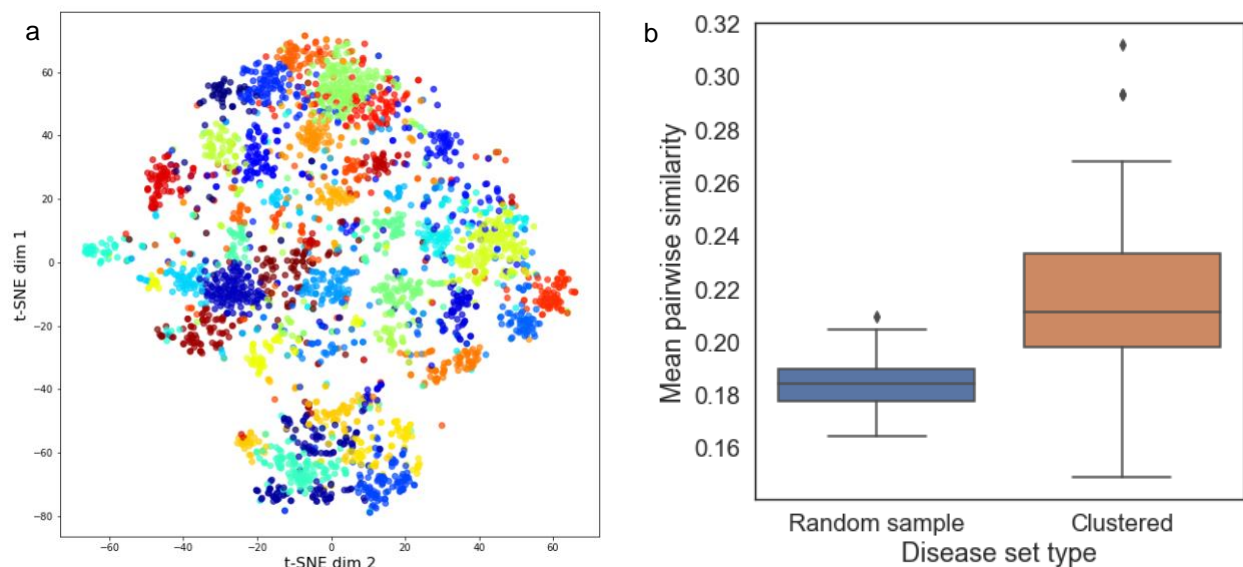 a
60
40
20
0
−20
−40
−60
−80
t-SNE dim 1
−60 −40 −20 0 20 40 60
t-SNE dim 2
b
0.32
0.30
0.28
0.26
0.24
0.22
0.20
0.18
0.16
Mean pairwise similarity
Random sample Clustered
Disease set type